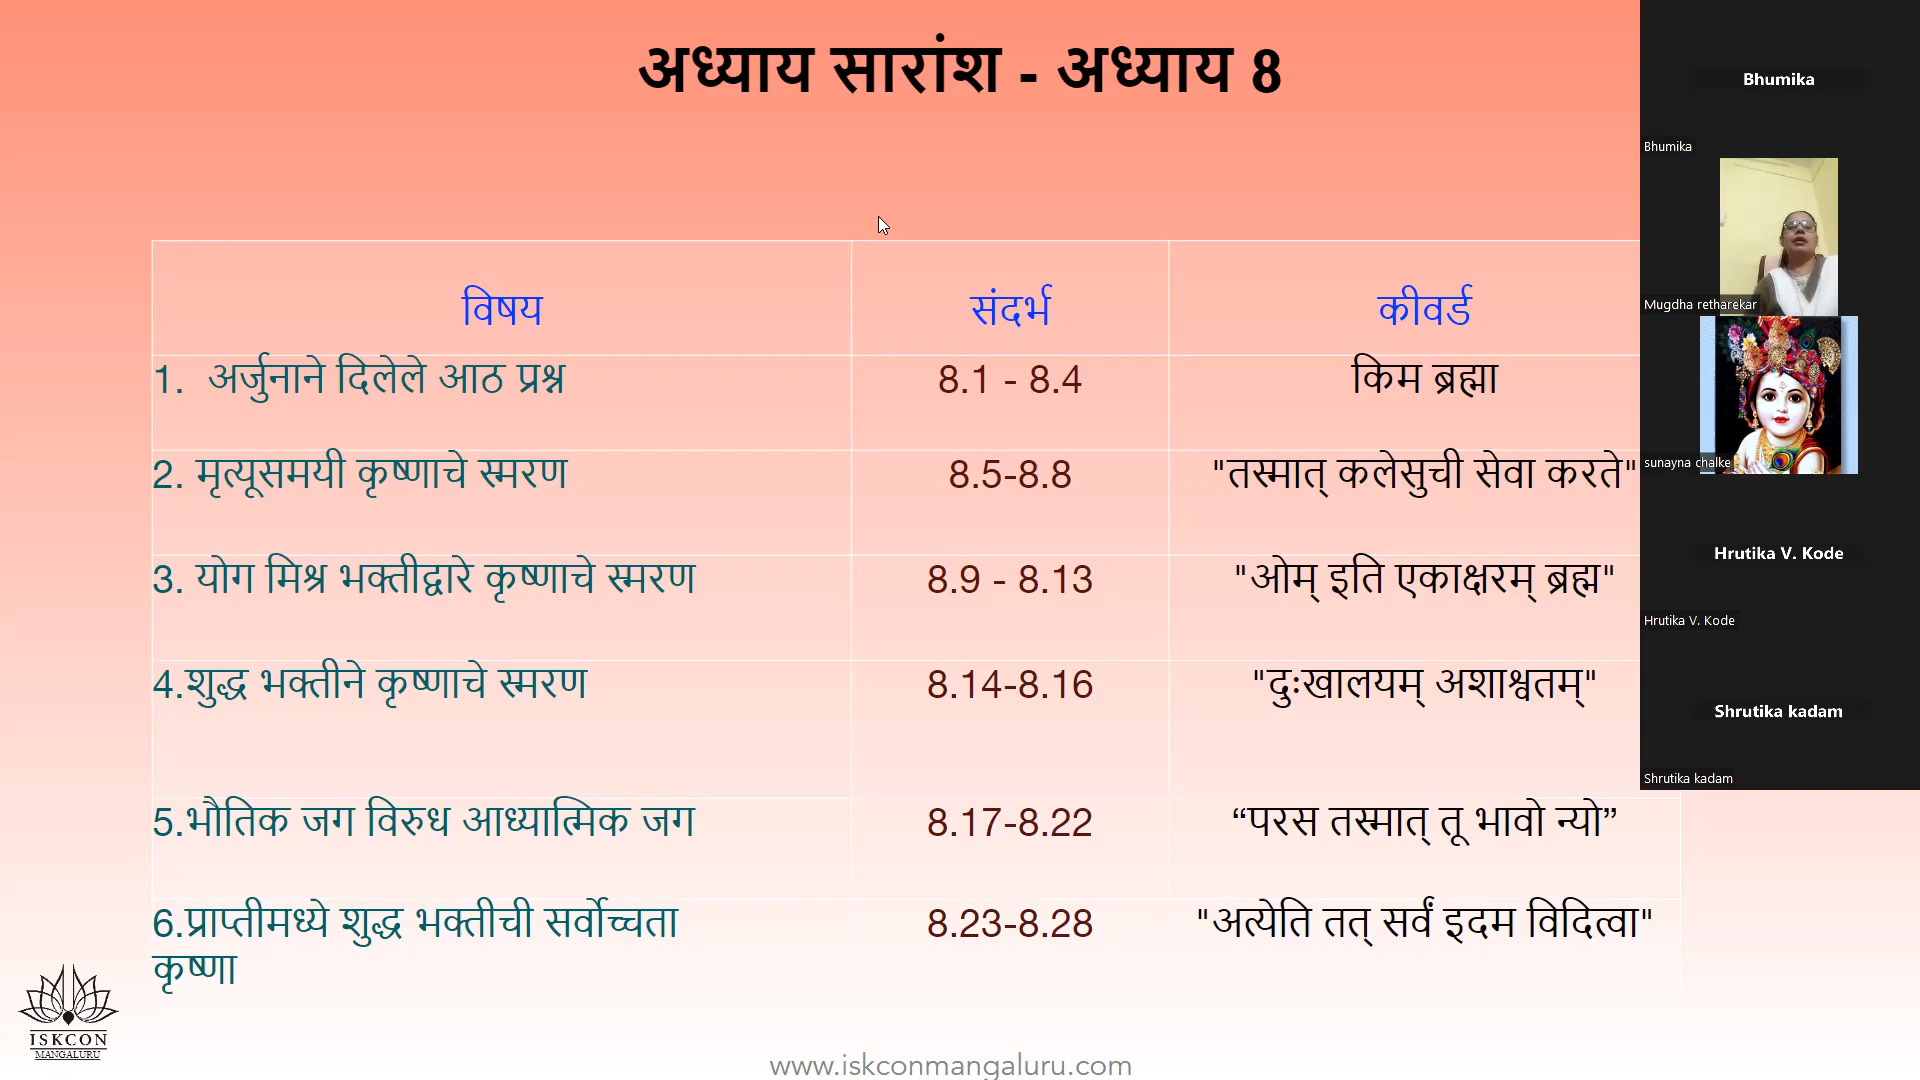 अध्याय सारांश - अध्याय 8
विषय संदर्भ कीवर्ड
1. अर्जुनाने दिलेले आठ प्रश्न 8.1 - 8.4 किम ब्रह्मा
2. मृत्यूसमयी कृष्णाचे स्मरण 8.5-8.8 "तस्मात् कलेसुची सेवा करते"
3. योग मिश्र भक्तीद्वारे कृष्णाचे स्मरण 8.9 - 8.13 "ओम् इति एकाक्षरम् ब्रह्म"
4.शुद्ध भक्तीने कृष्णाचे स्मरण 8.14-8.16 "दुःखालयम् अशाश्वतम्"
5.भौतिक जग विरुध आध्यात्मिक जग 8.17-8.22 “परस तस्मात् तू भावो न्यो”
6.प्राप्तीमध्ये शुद्ध भक्तीची सर्वोच्चता 8.23-8.28 "अत्येति तत् सर्वं इदम विदित्वा"
कृष्णा
ISKCON
MANGALURU
www.iskconmangaluru.com
Bhumika
Bhumika
Mugdha retharekar
sunayna chalke
Hrutika V. Kode
Hrutika V. Kode
Shrutika kadam
Shrutika kadam